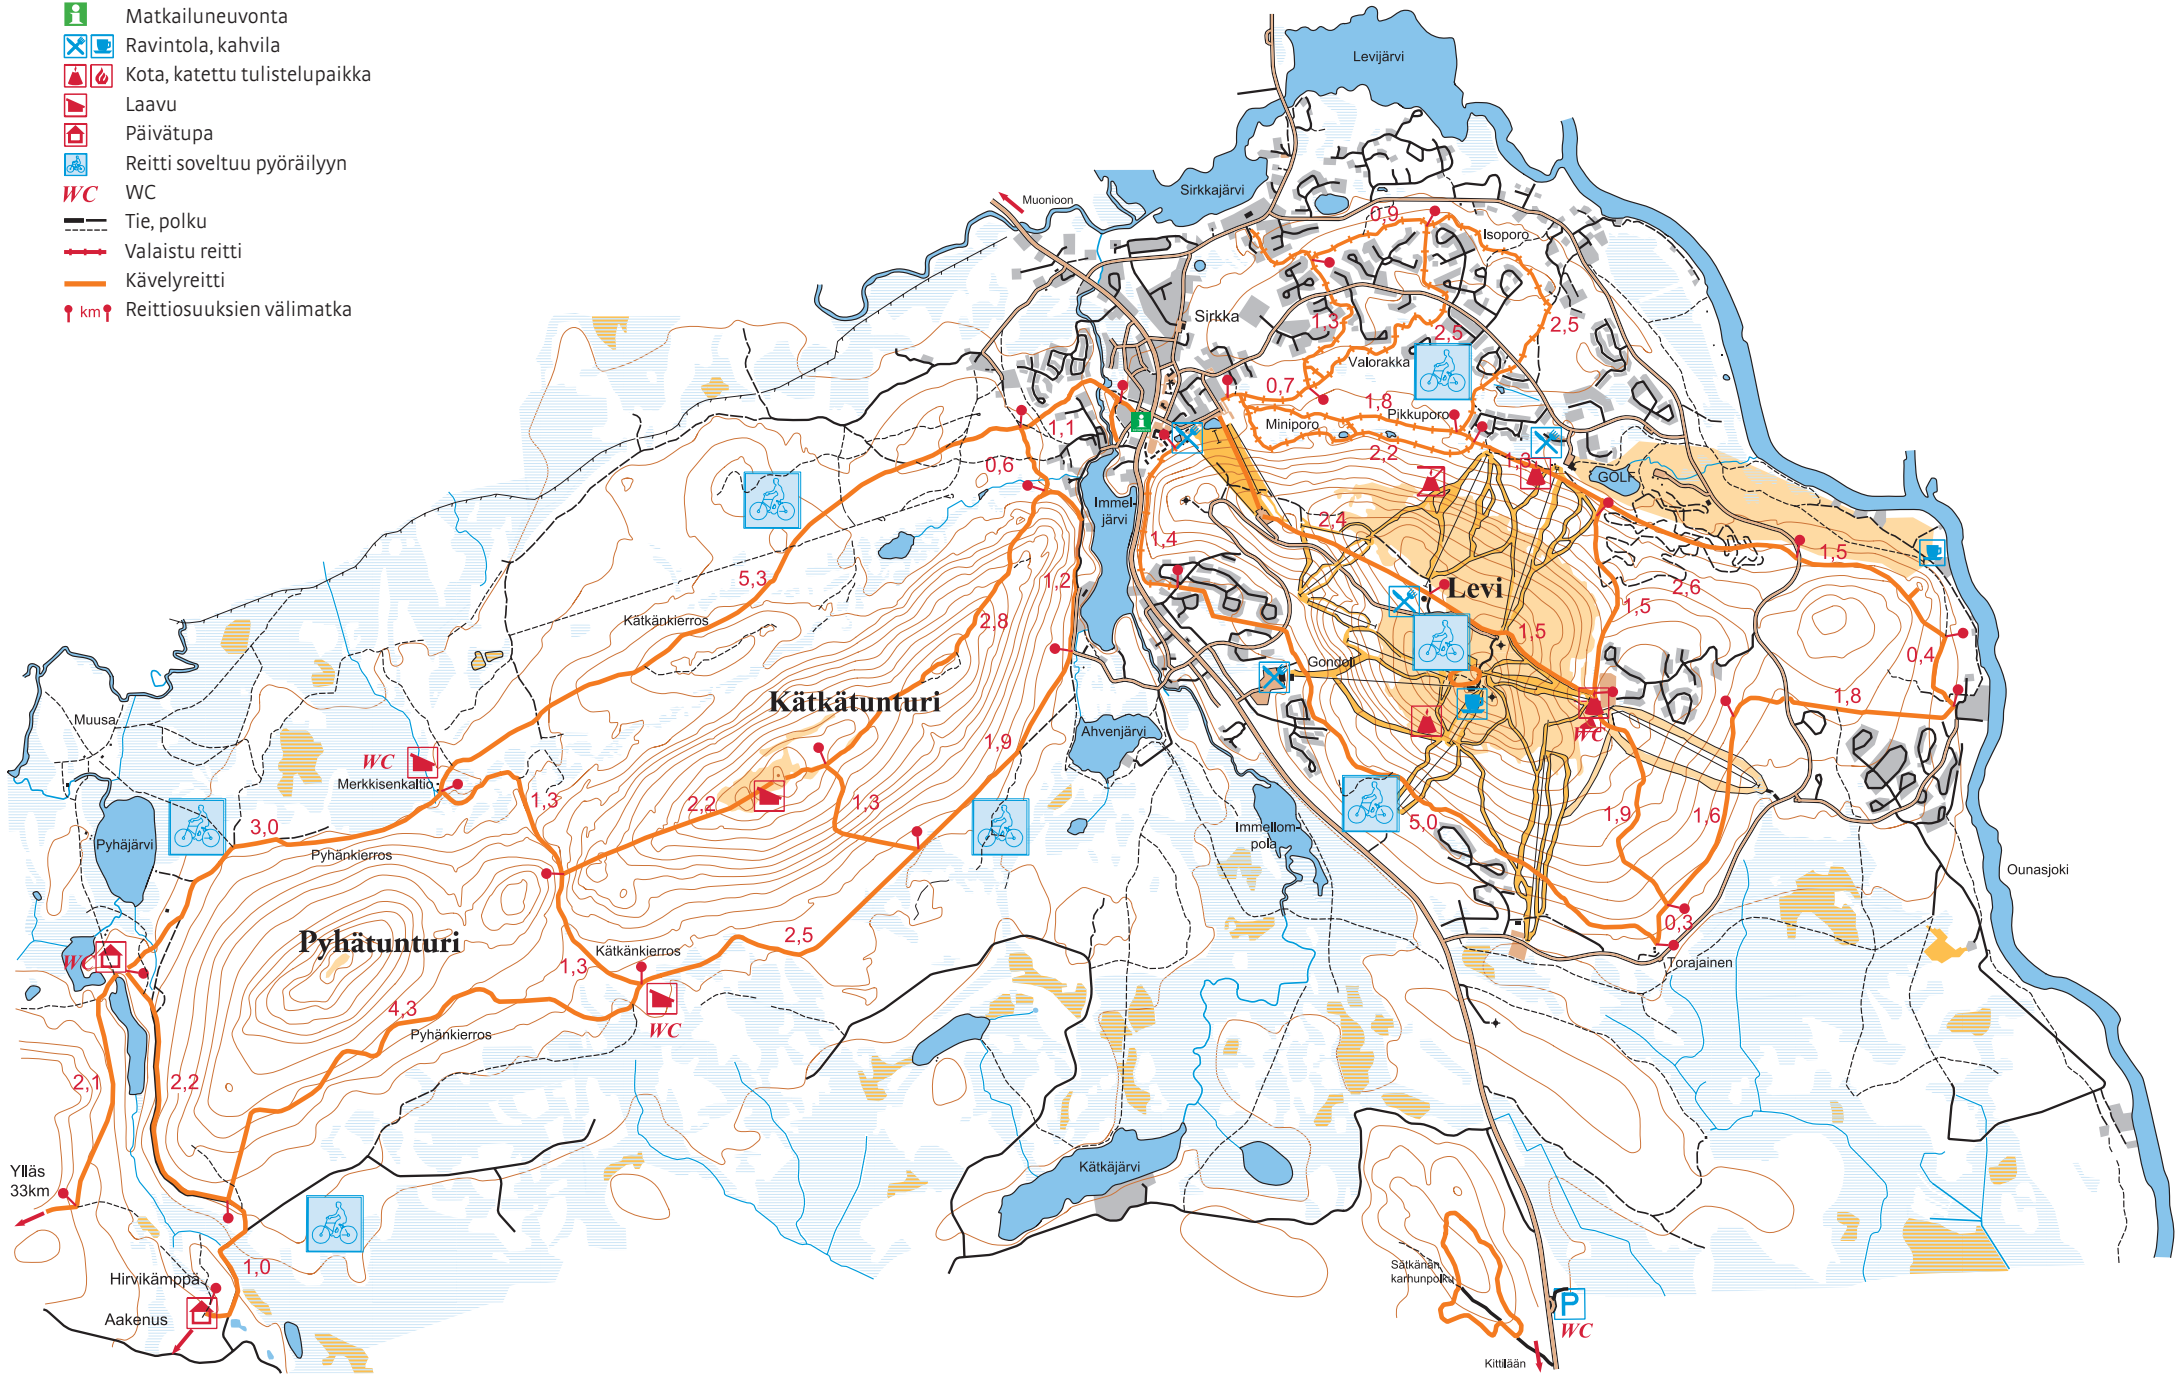 Matkailuneuvonta
Ravintola, kahvila
Kota, katettu tulistelupaikka
Laavu
Päivätupa
Reitti soveltuu pyöräilyyn
WC WC
Tie, polku
Valaistu reitti
Kävelyreitti
km Reittiosuuksien välimatka
Levijärvi
Sirkkajärvi
Muonioon
0,9
Isoporo
Sirkka
1,3
2,5
2,5
Valorakka
0,7
1,8
Pikkuporo
Miniporo
2,2
1,3
GOLF
i
1,1
0,6
Immel-
järvi
1,4
2,4
1,5
5,3
1,2
Levi
2,6
1,5
Kätkänkierros
2,8
1,5
0,4
Gondoli
Kätkätunturi
1,8
Muusa
Ahvenjärvi
WC
1,9
WC
Merkkisenkaltio
1,3
2,2
1,3
5,0
1,9
1,6
3,0
Immellom-
pola
Pyhäjärvi
Pyhänkierros
Ounasjoki
0,3
Pyhätunturi
2,5
Kätkänkierros
WC
1,3
Torajainen
4,3
Pyhänkierros
WC
2,1
2,2
Ylläs
33km
Kätkäjärvi
1,0
Hirvikämppä
Sätkänän
karhunpolku
Aakenus
P
WC
Kittilään